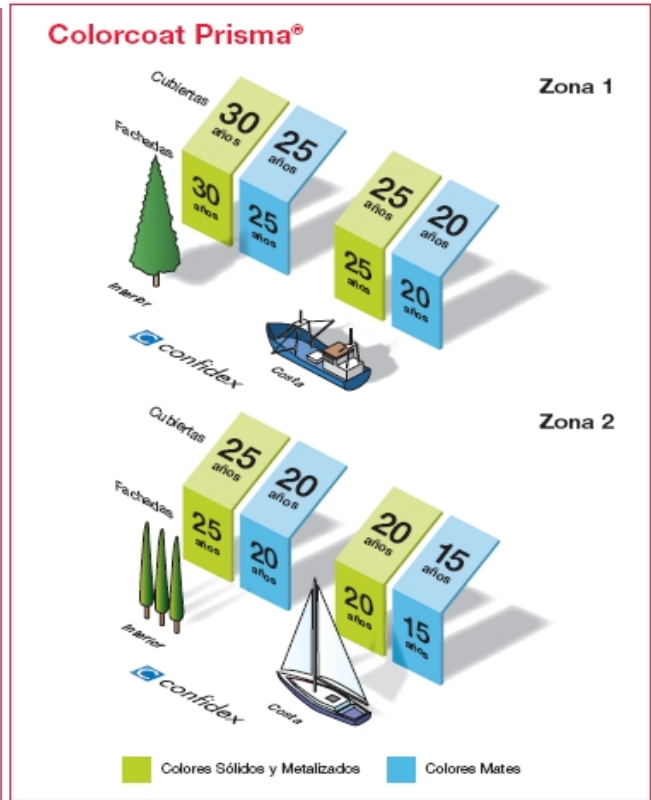 Colorcoat Prisma®
Zona 1
Cubiertas
30
años
25
años
Fachadas
30
años
25
años
25
años
20
años
25
años
20
años
Interior
confidex
Costa
Zona 2
Cubiertas
25
años
20
años
Fachadas
25
años
20
años
20
años
15
años
20
años
15
años
Interior
confidex
Costa
Colores Sólidos y Metalizados
Colores Mates